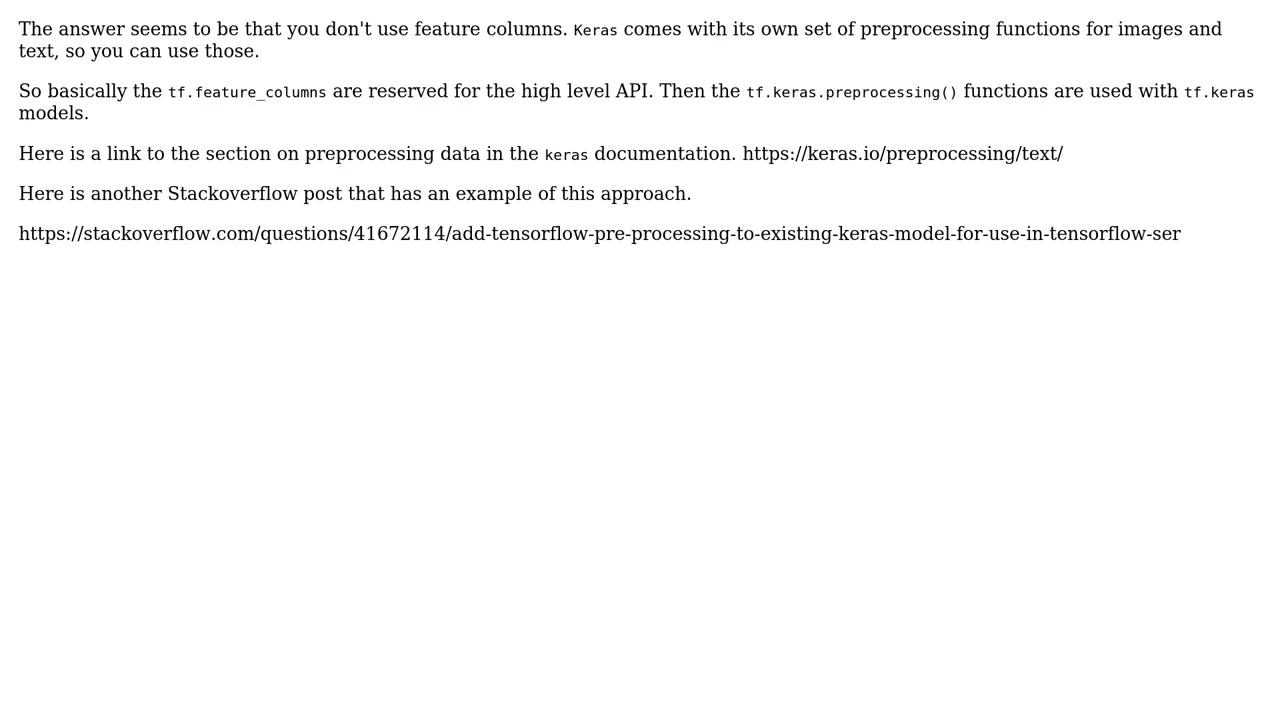 The answer seems to be that you don't use feature columns. Keras comes with its own set of preprocessing functions for images and
text, so you can use those.
So basically the tf.feature_columns are reserved for the high level API. Then the tf.keras.preprocessing() functions are used with tf.keras
models.
Here is a link to the section on preprocessing data in the keras documentation. https://keras.io/preprocessing/text/
Here is another Stackoverflow post that has an example of this approach.
https://stackoverflow.com/questions/41672114/add-tensorflow-pre-processing-to-existing-keras-model-for-use-in-tensorflow-ser